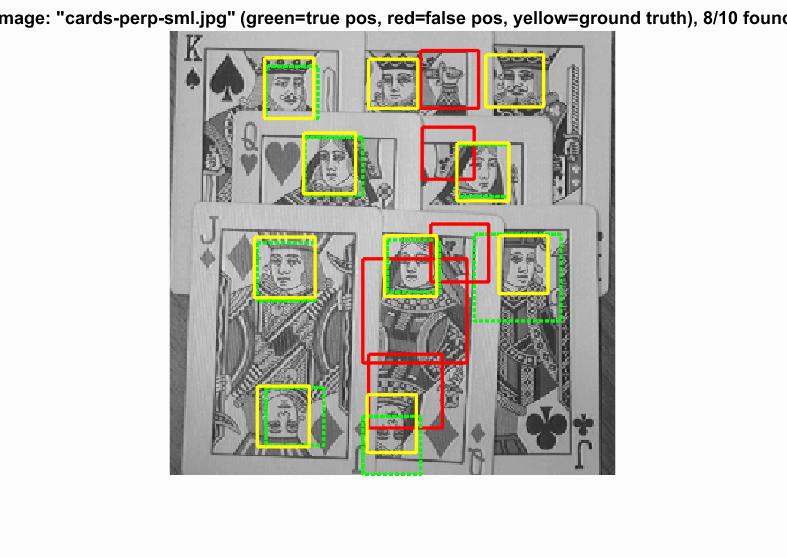 mage: "cards-perp-sml.jpg" (green=true pos, red=false pos, yellow=ground truth), 8/10 found
K
Q
J
J
Q